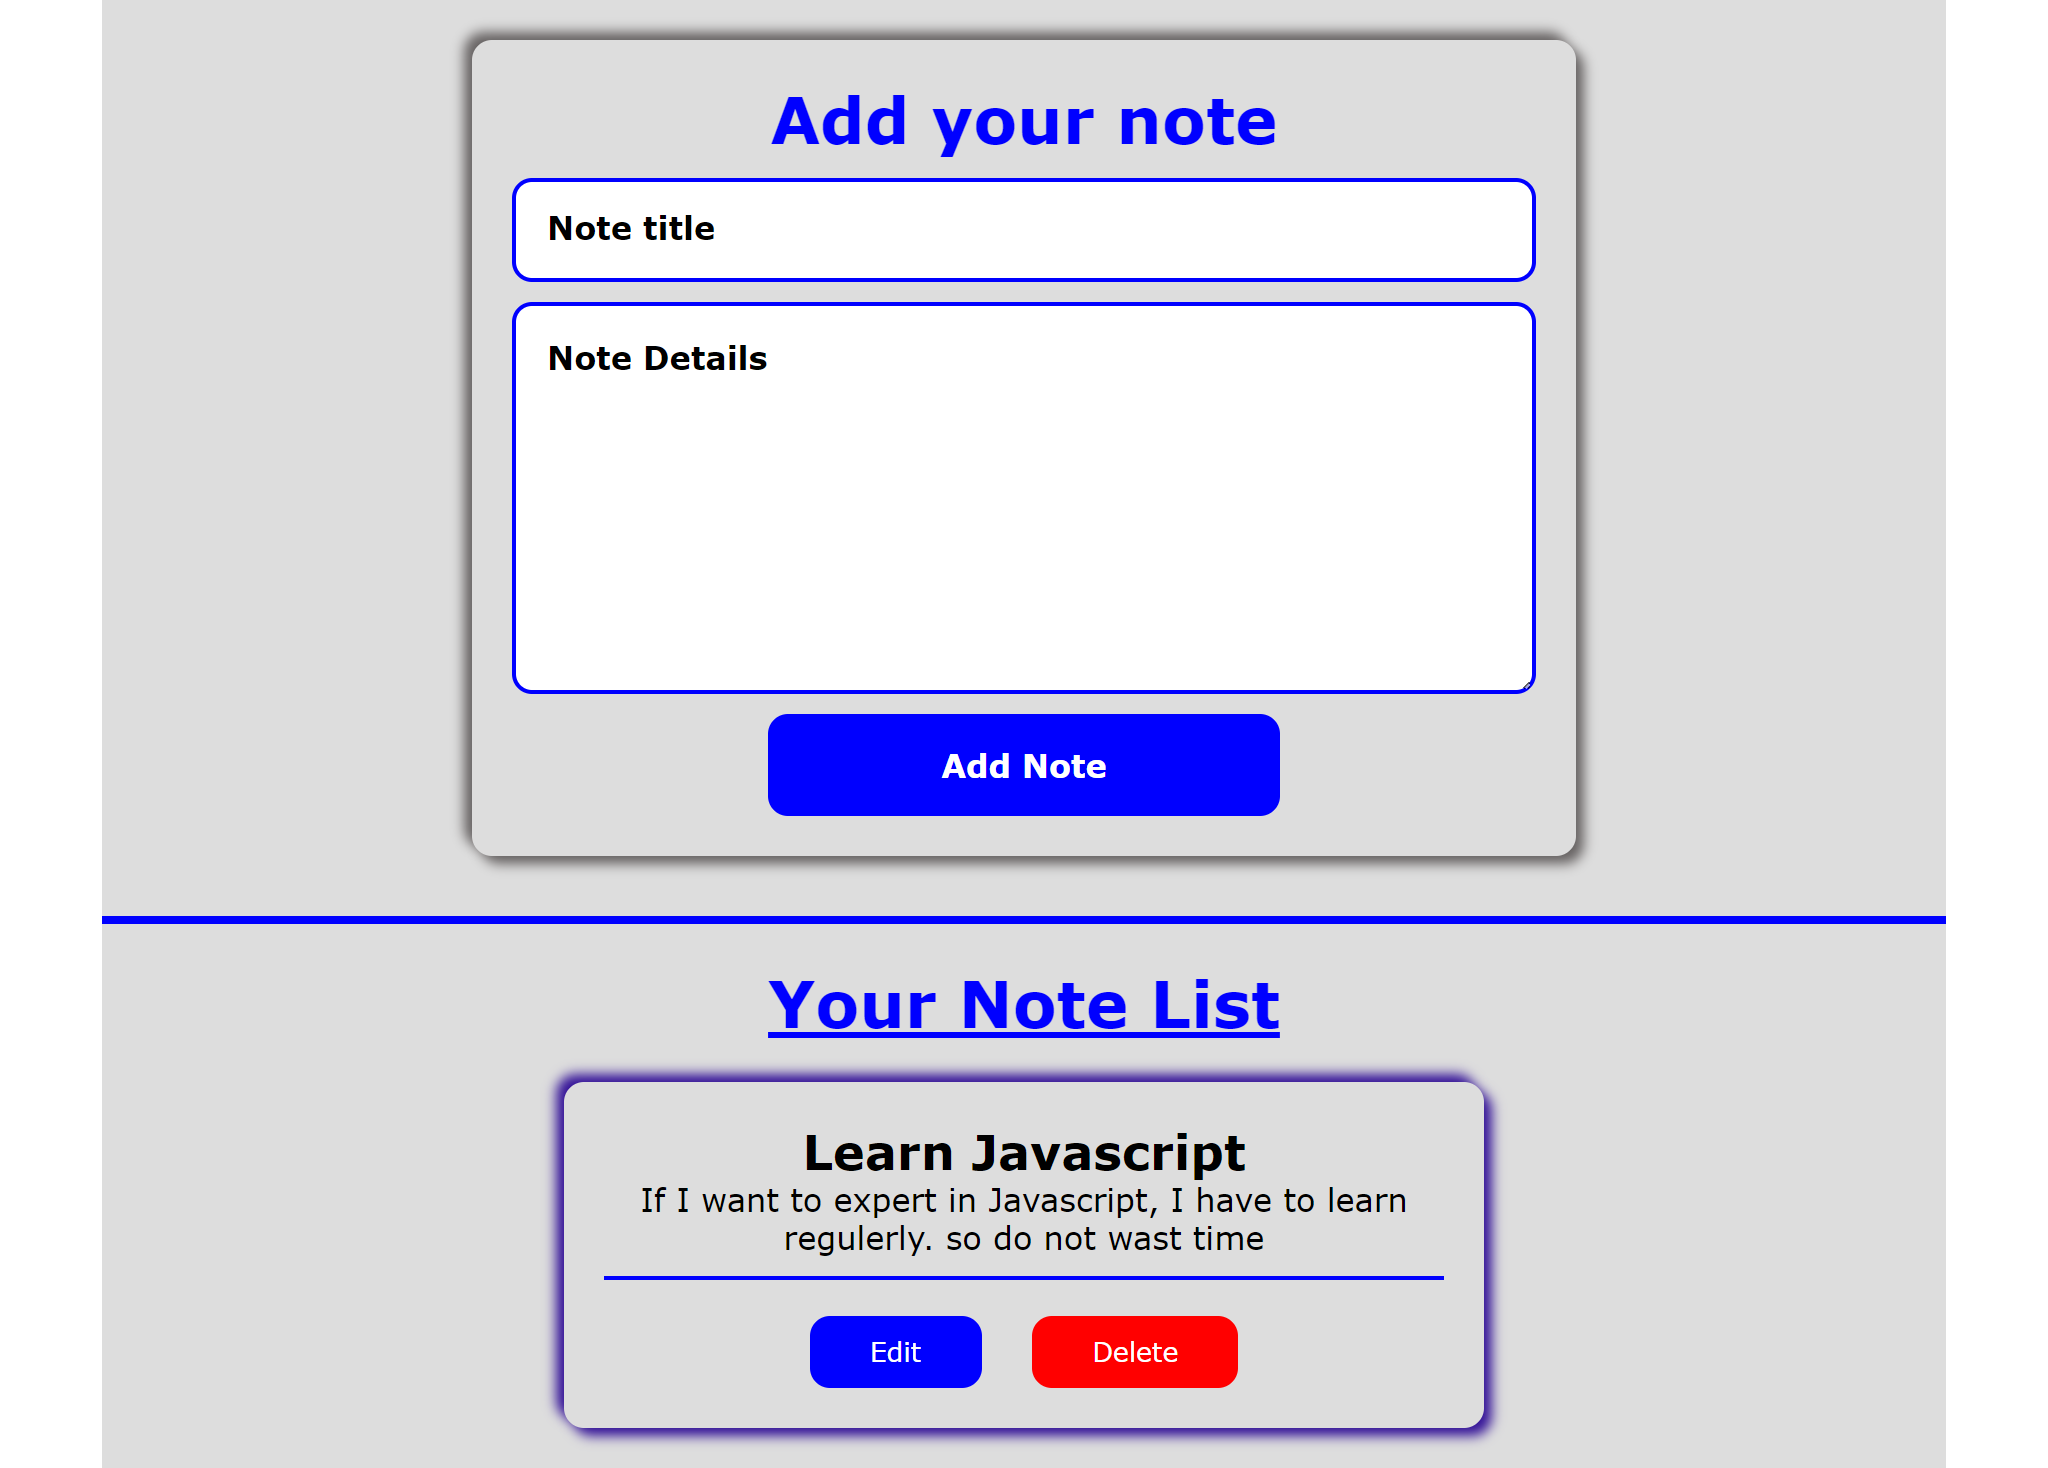 Add your note
Note title
Note Details
Add Note
Your Note List
Learn Javascript
If I want to expert in Javascript, I have to learn
regulerly. so do not wast time
Edit
Delete